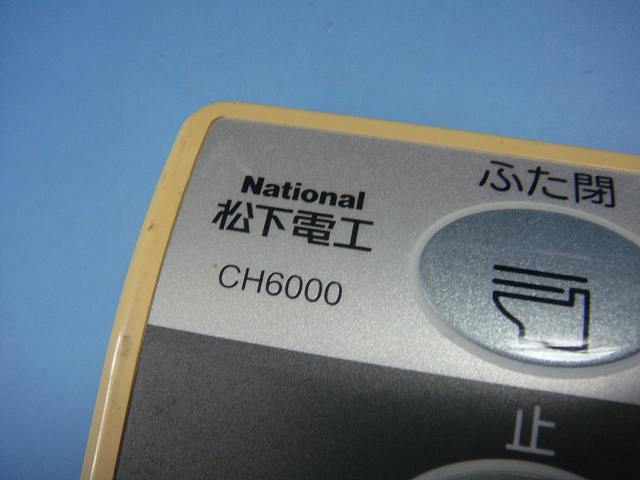 National
松下電工
CH6000
ふた閉
止